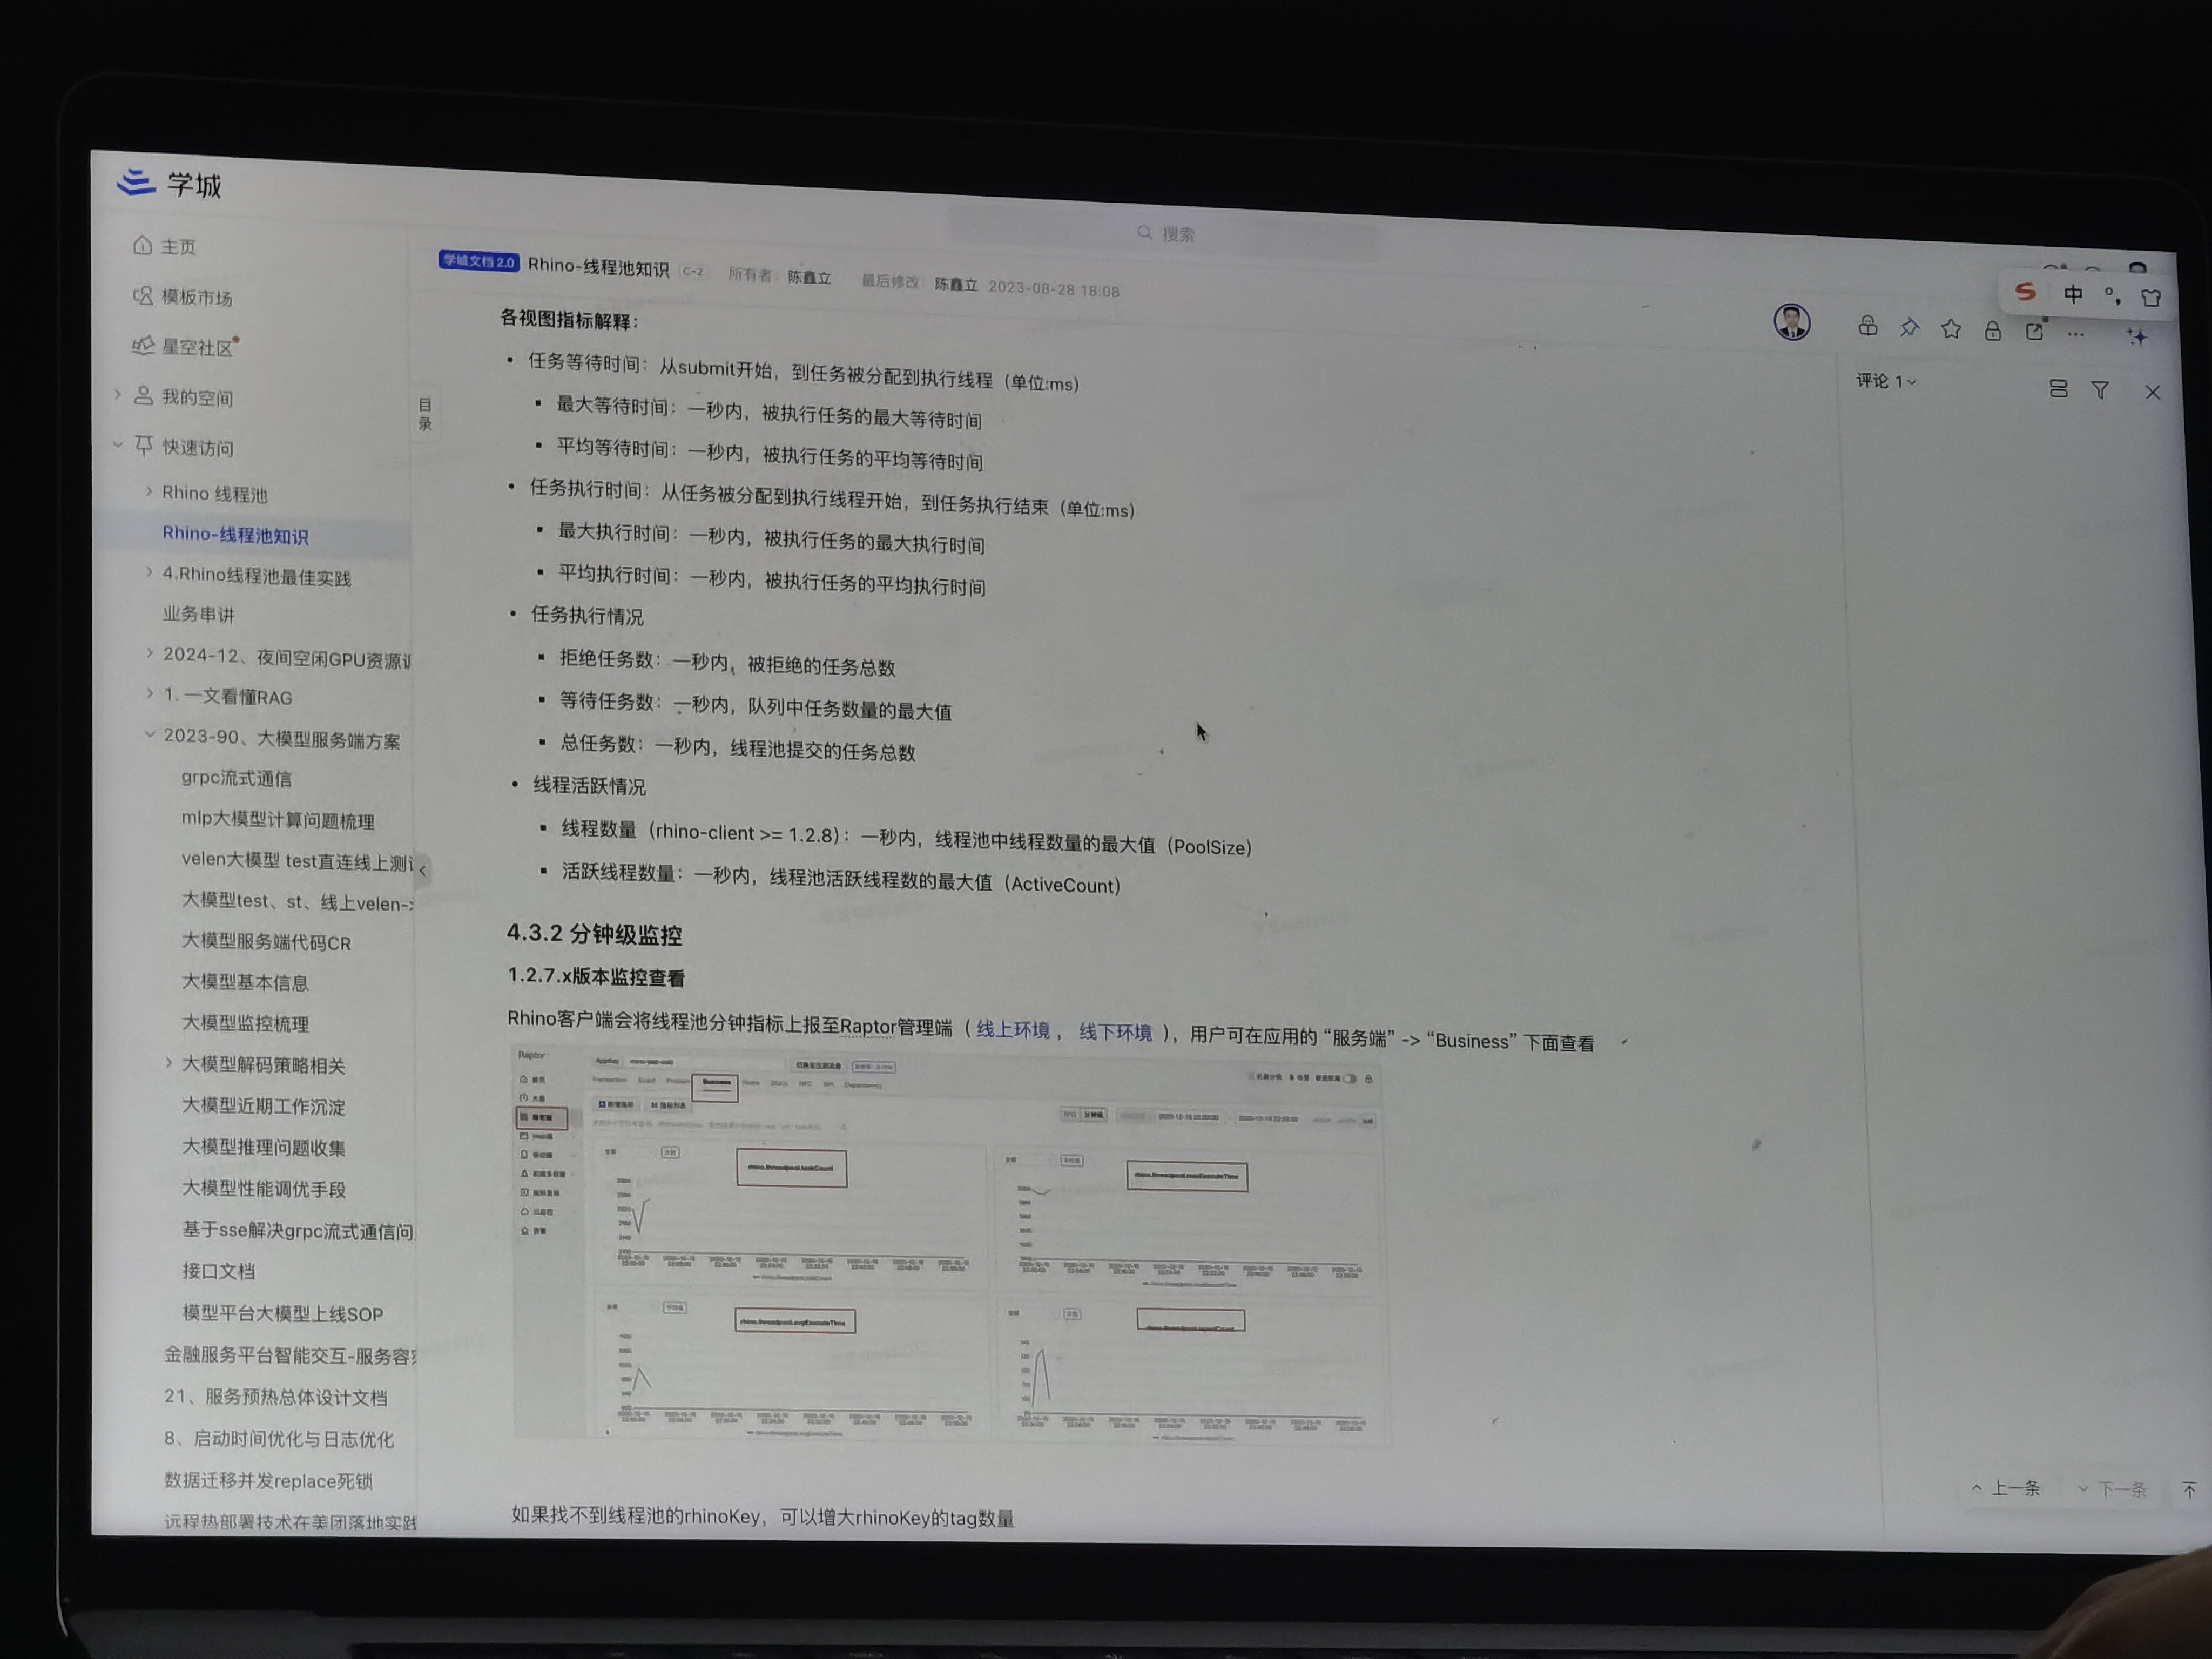 学城
搜索
主页
模板市场
星空社区
我的空间
快速访问
Rhino 线程池
Rhino-线程池知识
4.Rhino线程池最佳实践
业务串讲
2024-12、夜间空闲GPU资源训
1. 一文看懂RAG
2023-90、大模型服务端方案
grpc流式通信
mlp大模型计算问题梳理
velen大模型 test直连线上测试
大模型test、st、线上velen->
大模型服务端代码CR
大模型基本信息
大模型监控梳理
大模型解码策略相关
大模型近期工作沉淀
大模型推理问题收集
大模型性能调优手段
基于sse解决grpc流式通信问
接口文档
模型平台大模型上线SOP
金融服务平台智能交互-服务容
21、服务预热总体设计文档
8、启动时间优化与日志优化
数据迁移并发replace死锁
远程热部署技术在美团落地实践
目录
学城文档 2.0 Rhino-线程池知识 C-2 所有者 陈鑫立 最后修改 陈鑫立 2023-08-28 18:08
中
评论 1
各视图指标解释：
• 任务等待时间：从submit开始，到任务被分配到执行线程（单位:ms）
▪ 最大等待时间：一秒内，被执行任务的最大等待时间
▪ 平均等待时间：一秒内，被执行任务的平均等待时间
• 任务执行时间：从任务被分配到执行线程开始，到任务执行结束（单位:ms）
▪ 最大执行时间：一秒内，被执行任务的最大执行时间
▪ 平均执行时间：一秒内，被执行任务的平均执行时间
• 任务执行情况
▪ 拒绝任务数：一秒内，被拒绝的任务总数
▪ 等待任务数：一秒内，队列中任务数量的最大值
▪ 总任务数：一秒内，线程池提交的任务总数
• 线程活跃情况
▪ 线程数量（rhino-client >= 1.2.8）：一秒内，线程池中线程数量的最大值（PoolSize）
▪ 活跃线程数量：一秒内，线程池活跃线程数的最大值（ActiveCount）
4.3.2 分钟级监控
1.2.7.x版本监控查看
Rhino客户端会将线程池分钟指标上报至Raptor管理端（ 线上环境 ， 线下环境 ），用户可在应用的 “服务端” -> “Business” 下面查看
Raptor
Business
服务端
rhino.threadpool.taskCount
rhino.threadpool.maxExecuteTime
rhino.threadpool.avgExecuteTime
如果找不到线程池的rhinoKey，可以增大rhinoKey的tag数量
上一条
下一条